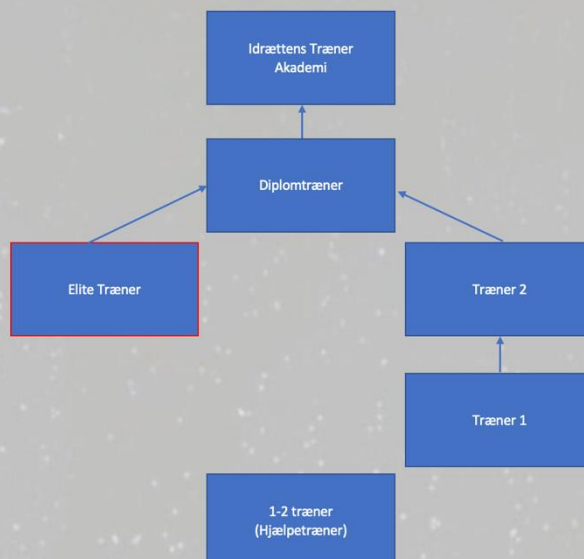 Idrættens Træner
Akademi
Diplomtræner
Elite Træner
Træner 2
Træner 1
1-2 træner
(Hjælpetræner)